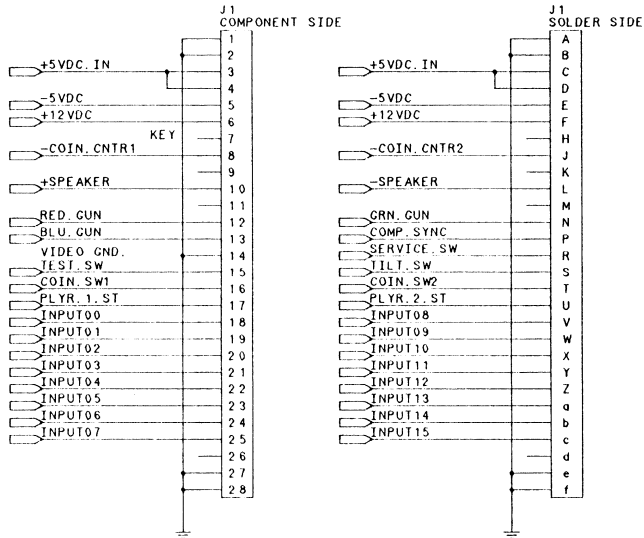 J1
COMPONENT SIDE
1
2
+5VDC.IN 3
4
-5VDC 5
+12VDC 6
KEY 7
-COIN.CNTR1 8
9
+SPEAKER 10
11
RED.GUN 12
BLU.GUN 13
VIDEO GND. 14
TEST.SW 15
COIN.SW1 16
PLYR.1.ST 17
INPUT00 18
INPUT01 19
INPUT02 20
INPUT03 21
INPUT04 22
INPUT05 23
INPUT06 24
INPUT07 25
26
27
28
J1
SOLDER SIDE
A
B
+5VDC.IN C
D
-5VDC E
+12VDC F
H
-COIN.CNTR2 J
K
-SPEAKER L
M
GRN.GUN N
COMP.SYNC P
SERVICE.SW R
TILT.SW S
COIN.SW2 T
PLYR.2.ST U
INPUT08 V
INPUT09 W
INPUT10 X
INPUT11 Y
INPUT12 Z
INPUT13 a
INPUT14 b
INPUT15 c
d
e
f